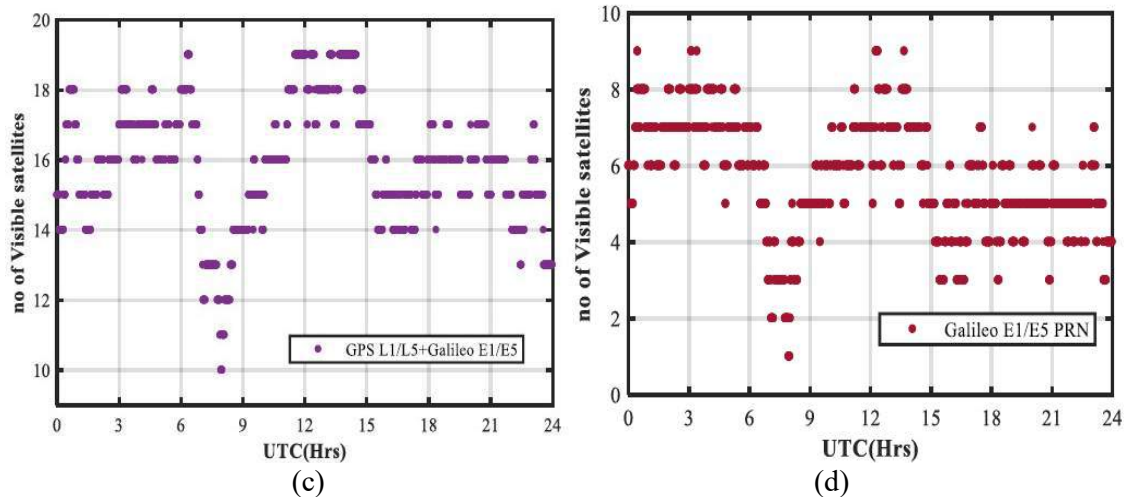 20
18
16
14
12
10
no of Visible satellites
GPS L1/L5+Galileo E1/E5
0 3 6 9 12 15 18 21 24
UTC(Hrs)
(c)
10
8
6
4
2
0
no of Visible satellites
Galileo E1/E5 PRN
0 3 6 9 12 15 18 21 24
UTC(Hrs)
(d)